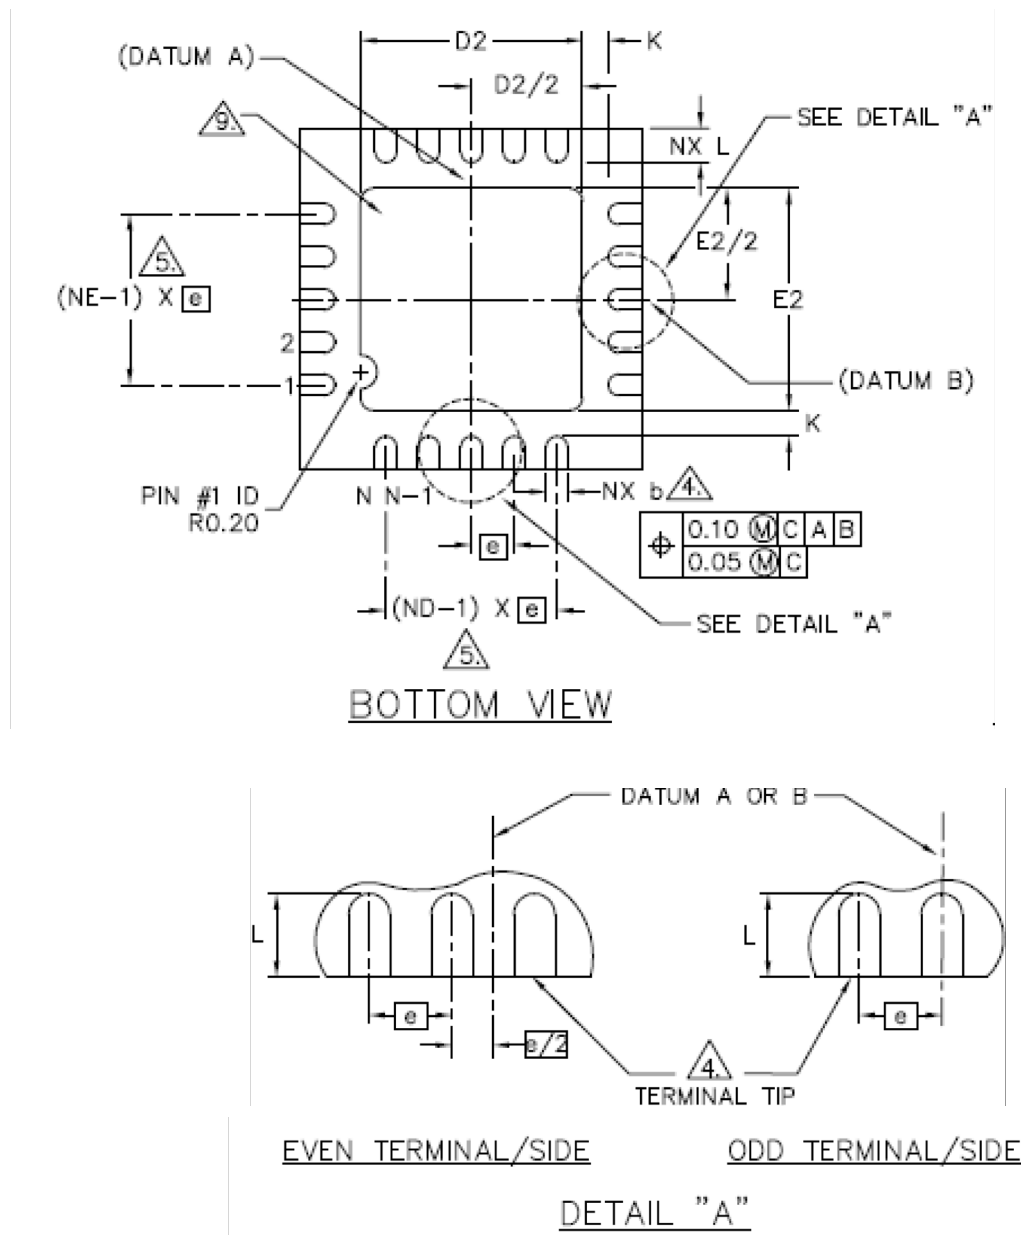 D2
K
(DATUM A)
D2/2
9.
SEE DETAIL "A"
NX L
E2/2
5.
(NE-1) X e
E2
2
1
(DATUM B)
K
PIN #1 ID
R0.20
N N-1
NX b 4.
0.10 Ⓜ C A B
0.05 Ⓜ C
e
(ND-1) X e
SEE DETAIL "A"
5.
BOTTOM VIEW
DATUM A OR B
L
L
e
e
e/2
4.
TERMINAL TIP
EVEN TERMINAL/SIDE
ODD TERMINAL/SIDE
DETAIL "A"